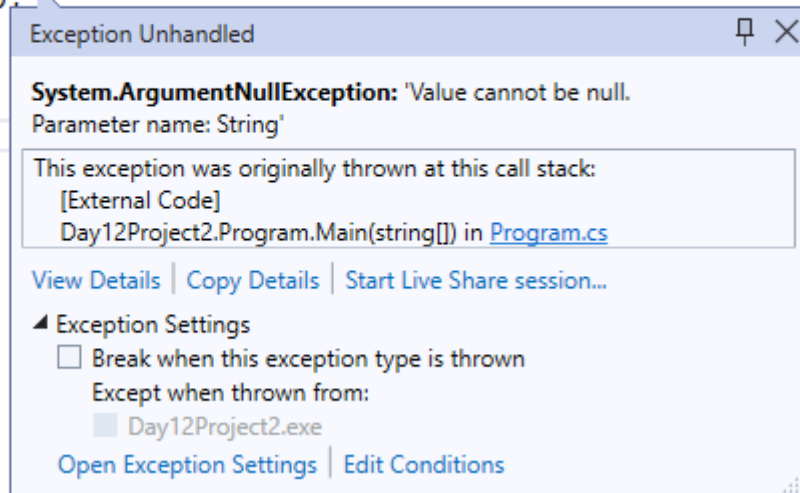 Exception Unhandled
System.ArgumentNullException: 'Value cannot be null.
Parameter name: String'
This exception was originally thrown at this call stack:
[External Code]
Day12Project2.Program.Main(string[]) in Program.cs
View Details | Copy Details | Start Live Share session...
Exception Settings
Break when this exception type is thrown
Except when thrown from:
Day12Project2.exe
Open Exception Settings | Edit Conditions